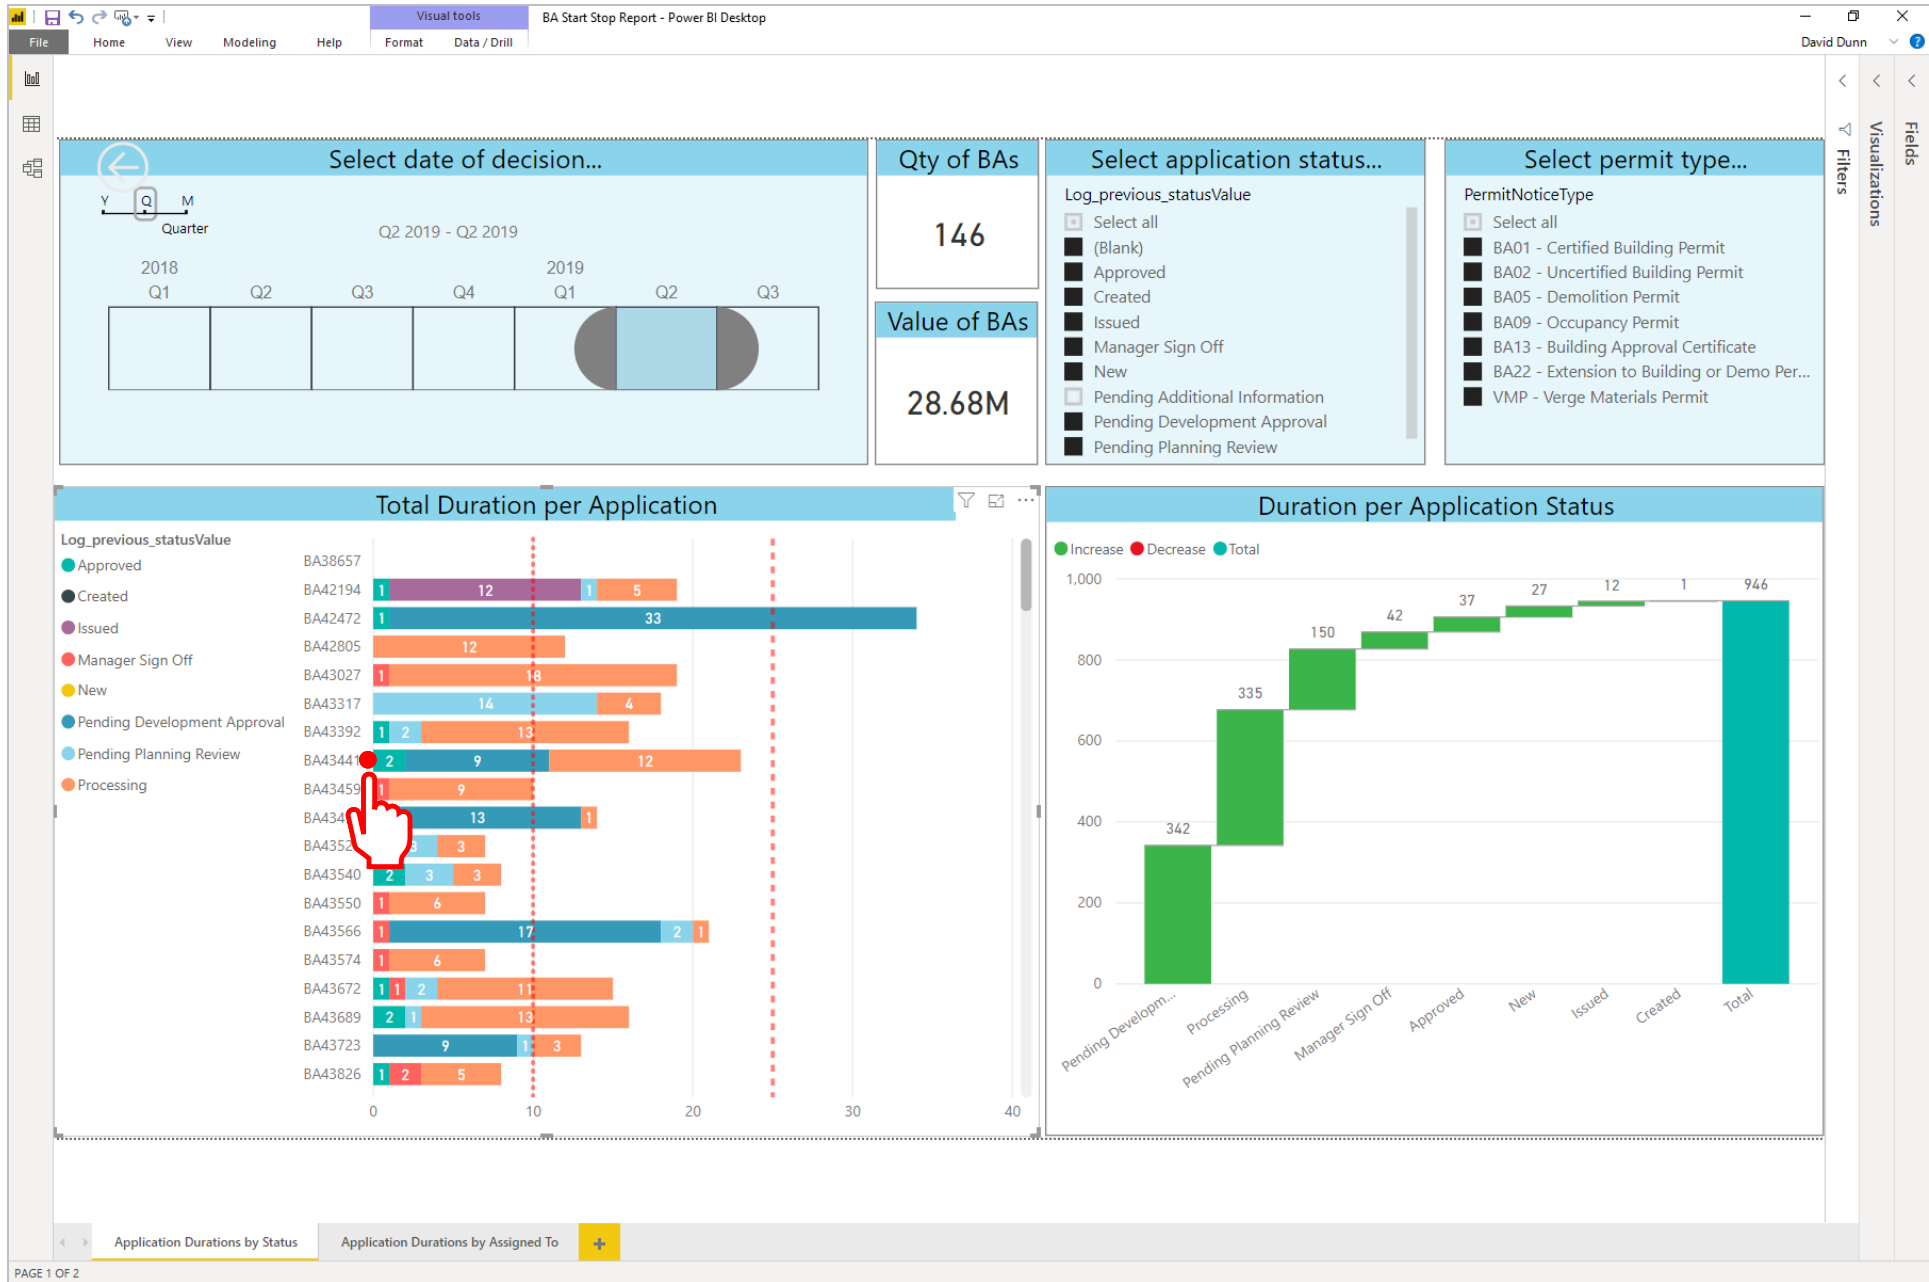 Visual tools
BA Start Stop Report - Power BI Desktop
File Home View Modeling Help Format Data / Drill
David Dunn
Select date of decision...
Y Q M
Quarter
Q2 2019 - Q2 2019
2018 2019
Q1 Q2 Q3 Q4 Q1 Q2 Q3
Qty of BAs
146
Value of BAs
28.68M
Select application status...
Log_previous_statusValue
Select all
(Blank)
Approved
Created
Issued
Manager Sign Off
New
Pending Additional Information
Pending Development Approval
Pending Planning Review
Select permit type...
PermitNoticeType
Select all
BA01 - Certified Building Permit
BA02 - Uncertified Building Permit
BA05 - Demolition Permit
BA09 - Occupancy Permit
BA13 - Building Approval Certificate
BA22 - Extension to Building or Demo Per...
VMP - Verge Materials Permit
Filters
Visualizations
Fields
Total Duration per Application
Log_previous_statusValue
Approved
Created
Issued
Manager Sign Off
New
Pending Development Approval
Pending Planning Review
Processing
BA38657
BA42194 1 12 1 5
BA42472 1 33
BA42805 12
BA43027 1 18
BA43317 14 4
BA43392 1 2 13
BA43441 2 9 12
BA43459 1 9
13 1
3 3
BA43540 2 3 3
BA43550 1 6
BA43566 1 17 2 1
BA43574 1 6
BA43672 1 1 2 11
BA43689 2 1 13
BA43723 9 1 3
BA43826 1 2 5
0 10 20 30 40
Duration per Application Status
Increase Decrease Total
1,000
800
600
400
200
0
342 335 150 42 37 27 12 1 946
Pending Developm... Processing Pending Planning Review Manager Sign Off Approved New Issued Created Total
Application Durations by Status Application Durations by Assigned To +
PAGE 1 OF 2